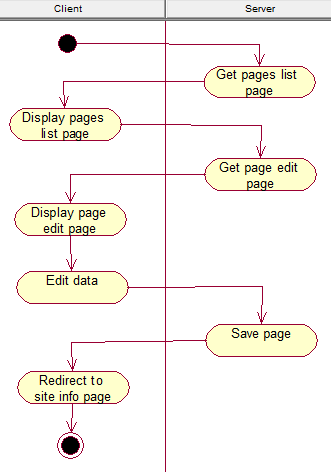 Client
Server
Get pages list
page
Display pages
list page
Get page edit
page
Display page
edit page
Edit data
Save page
Redirect to
site info page